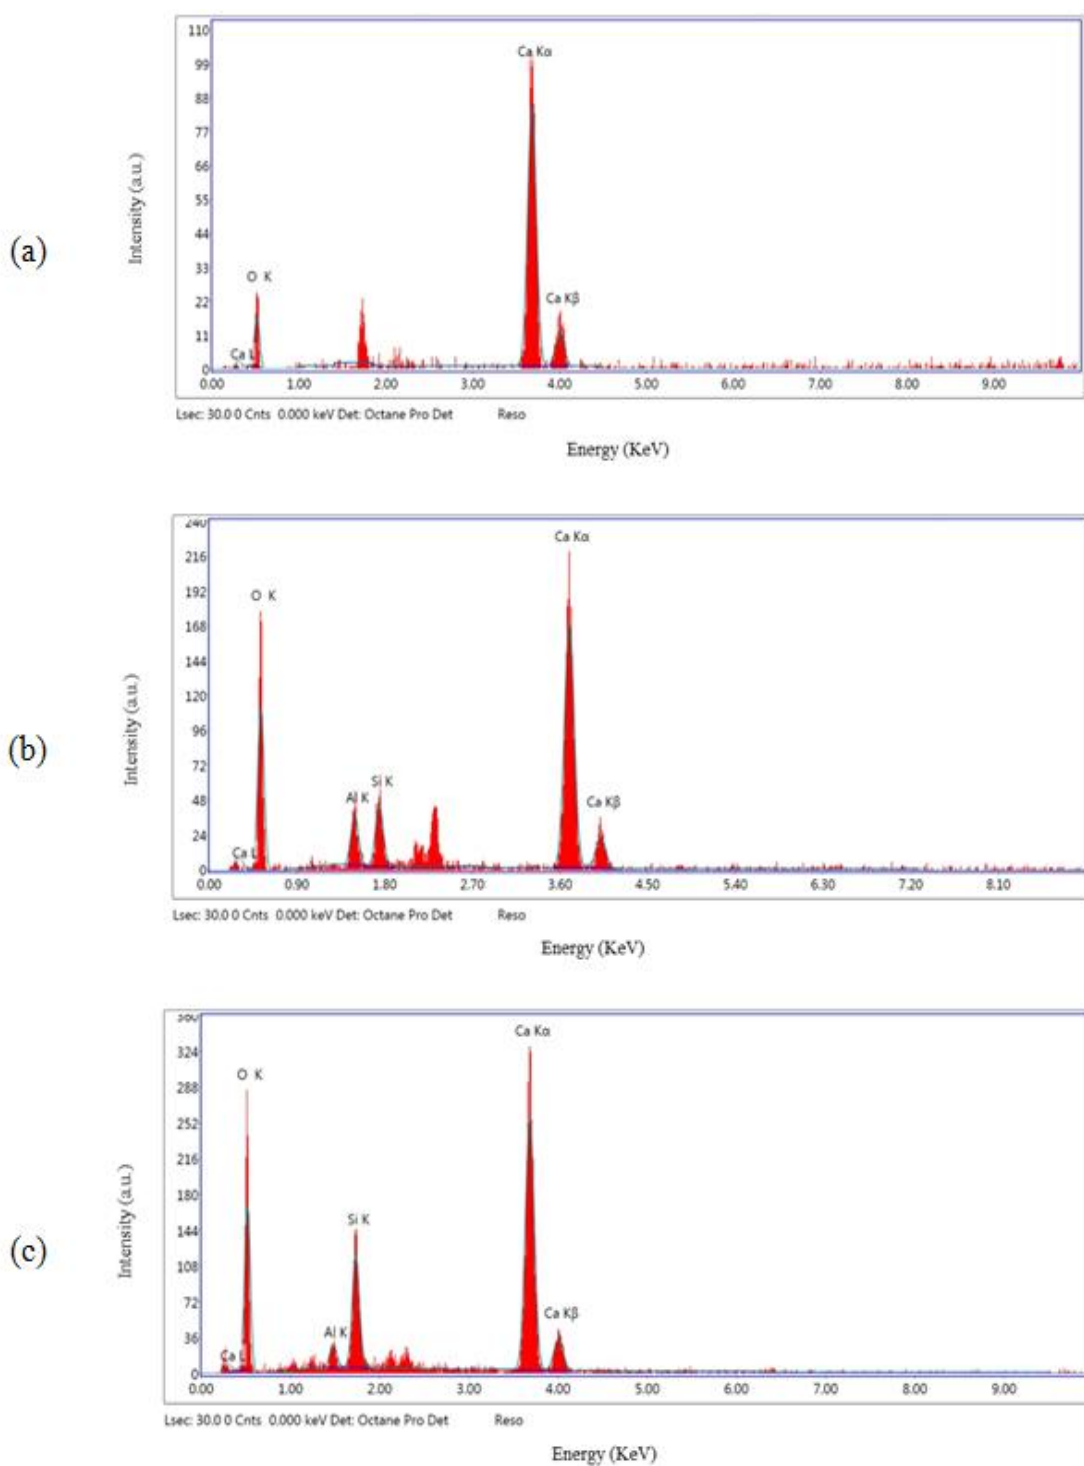 (a)
Intensity (a.u.)
110
99
88
77
66
55
44
33
22
11
0
Ca Kα
O K
Ca Kβ
Ca L
0.00 1.00 2.00 3.00 4.00 5.00 6.00 7.00 8.00 9.00
Lsec: 30.0 0 Cnts 0.000 keV Det: Octane Pro Det Reso
Energy (KeV)
(b)
Intensity (a.u.)
240
216
192
168
144
120
96
72
48
24
0
Ca Kα
O K
Si K
Al K
Ca Kβ
Ca L
0.00 0.90 1.80 2.70 3.60 4.50 5.40 6.30 7.20 8.10
Lsec: 30.0 0 Cnts 0.000 keV Det: Octane Pro Det Reso
Energy (KeV)
(c)
Intensity (a.u.)
360
324
288
252
216
180
144
108
72
36
0
Ca Kα
O K
Si K
Ca Kβ
Al K
Ca L
0.00 1.00 2.00 3.00 4.00 5.00 6.00 7.00 8.00 9.00
Lsec: 30.0 0 Cnts 0.000 keV Det: Octane Pro Det Reso
Energy (KeV)